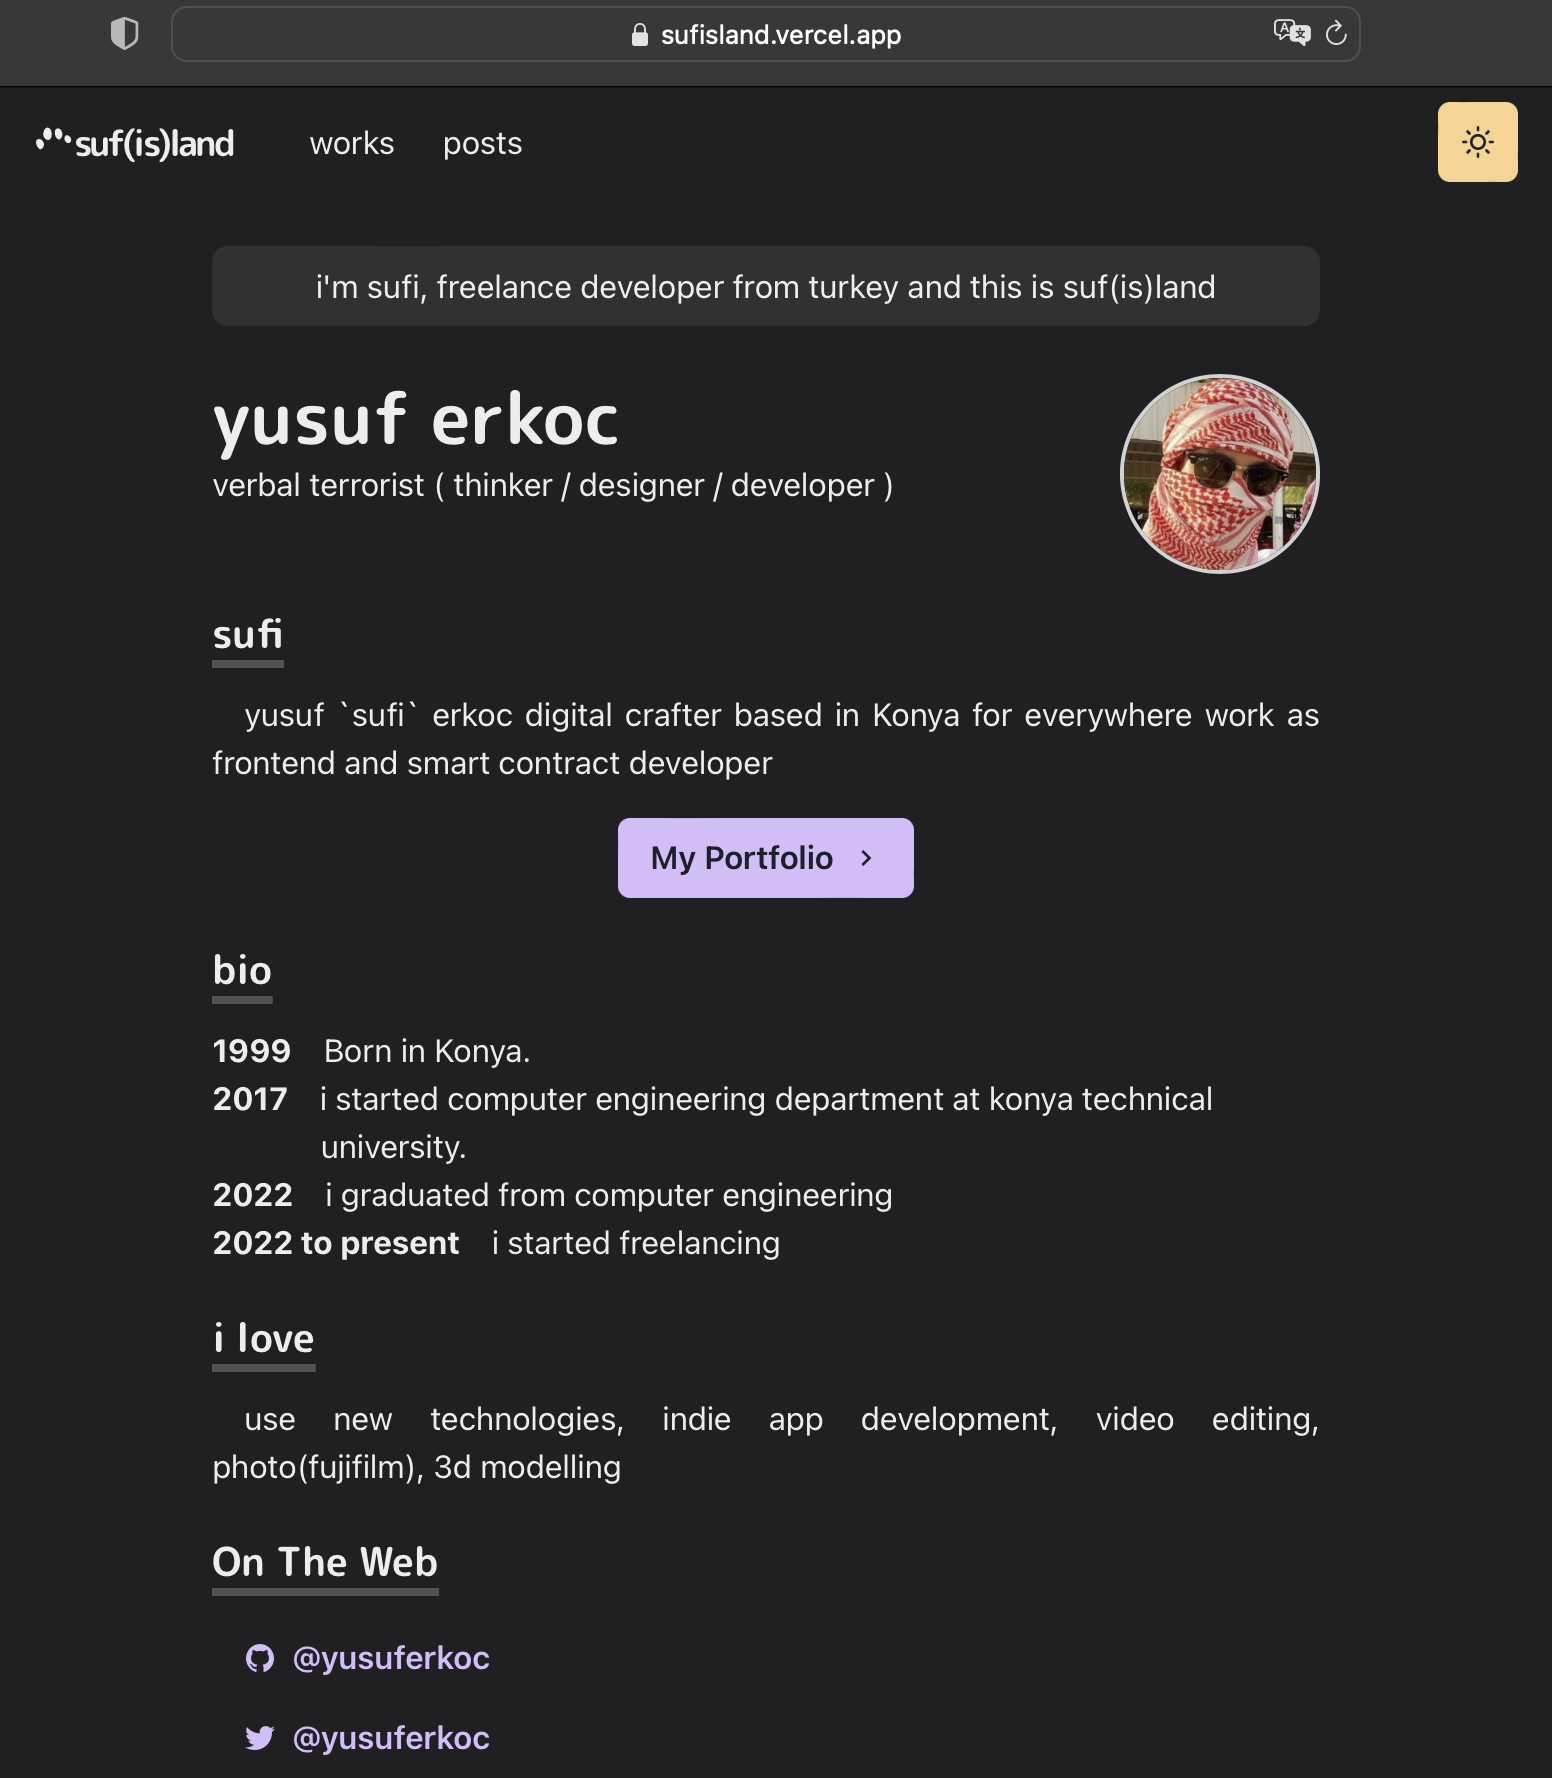 sufisland.vercel.app
suf(is)land works posts
i'm sufi, freelance developer from turkey and this is suf(is)land
yusuf erkoc
verbal terrorist ( thinker / designer / developer )
sufi
yusuf `sufi` erkoc digital crafter based in Konya for everywhere work as
frontend and smart contract developer
My Portfolio
bio
1999 Born in Konya.
2017 i started computer engineering department at konya technical
university.
2022 i graduated from computer engineering
2022 to present i started freelancing
i love
use new technologies, indie app development, video editing,
photo(fujifilm), 3d modelling
On The Web
@yusuferkoc
@yusuferkoc